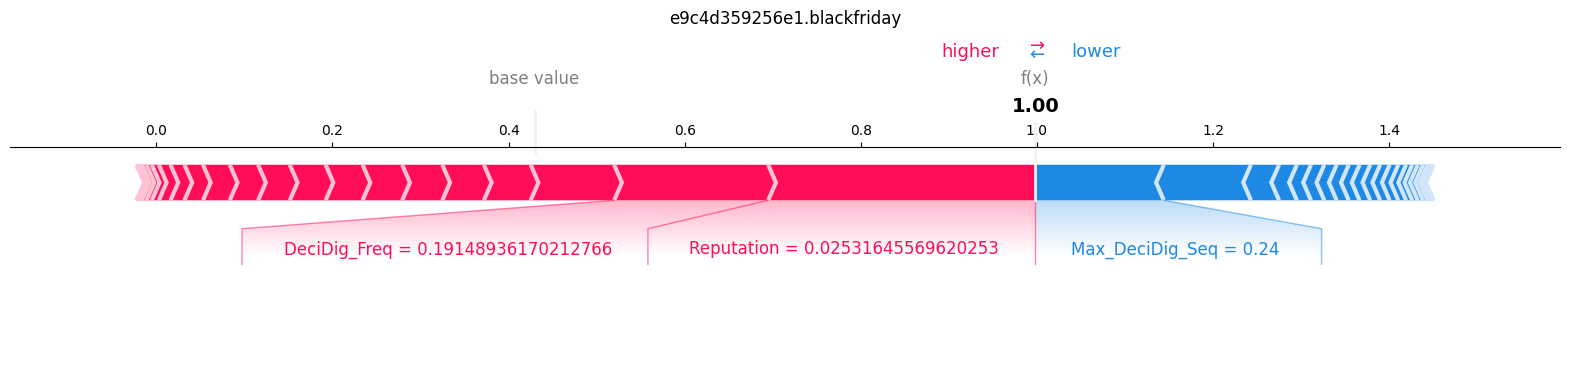 e9c4d359256e1.blackfriday
higher → ← lower
base value f(x)
1.00
0.0 0.2 0.4 0.6 0.8 1.0 1.2 1.4
DeciDig_Freq = 0.19148936170212766 Reputation = 0.02531645569620253 Max_DeciDig_Seq = 0.24